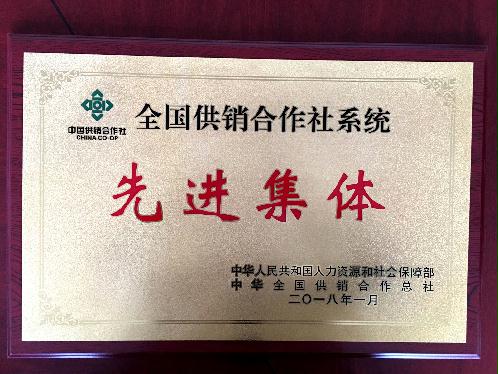 中国供销合作社
CHINA CO-OP
全国供销合作社系统
先进集体
中华人民共和国人力资源和社会保障部
中华全国供销合作总社
二〇一八年一月